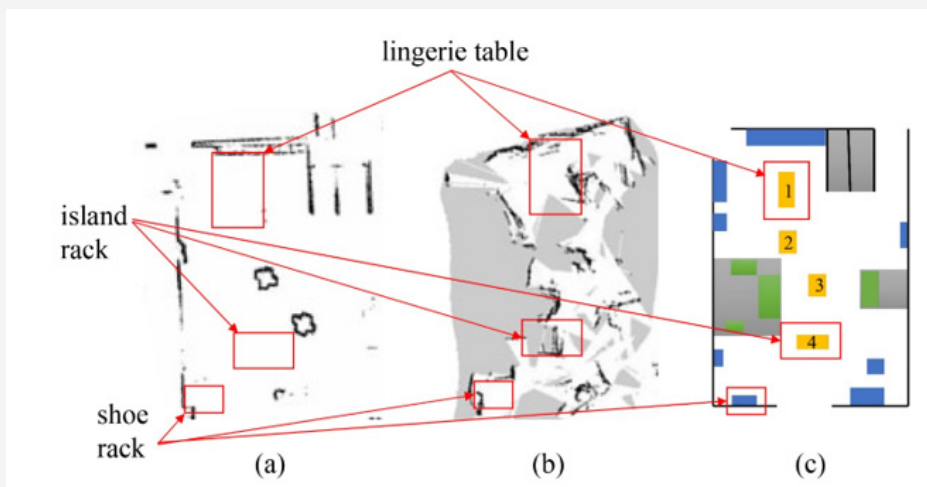 lingerie table
island
rack
shoe
rack
1
2
3
4
(a)
(b)
(c)